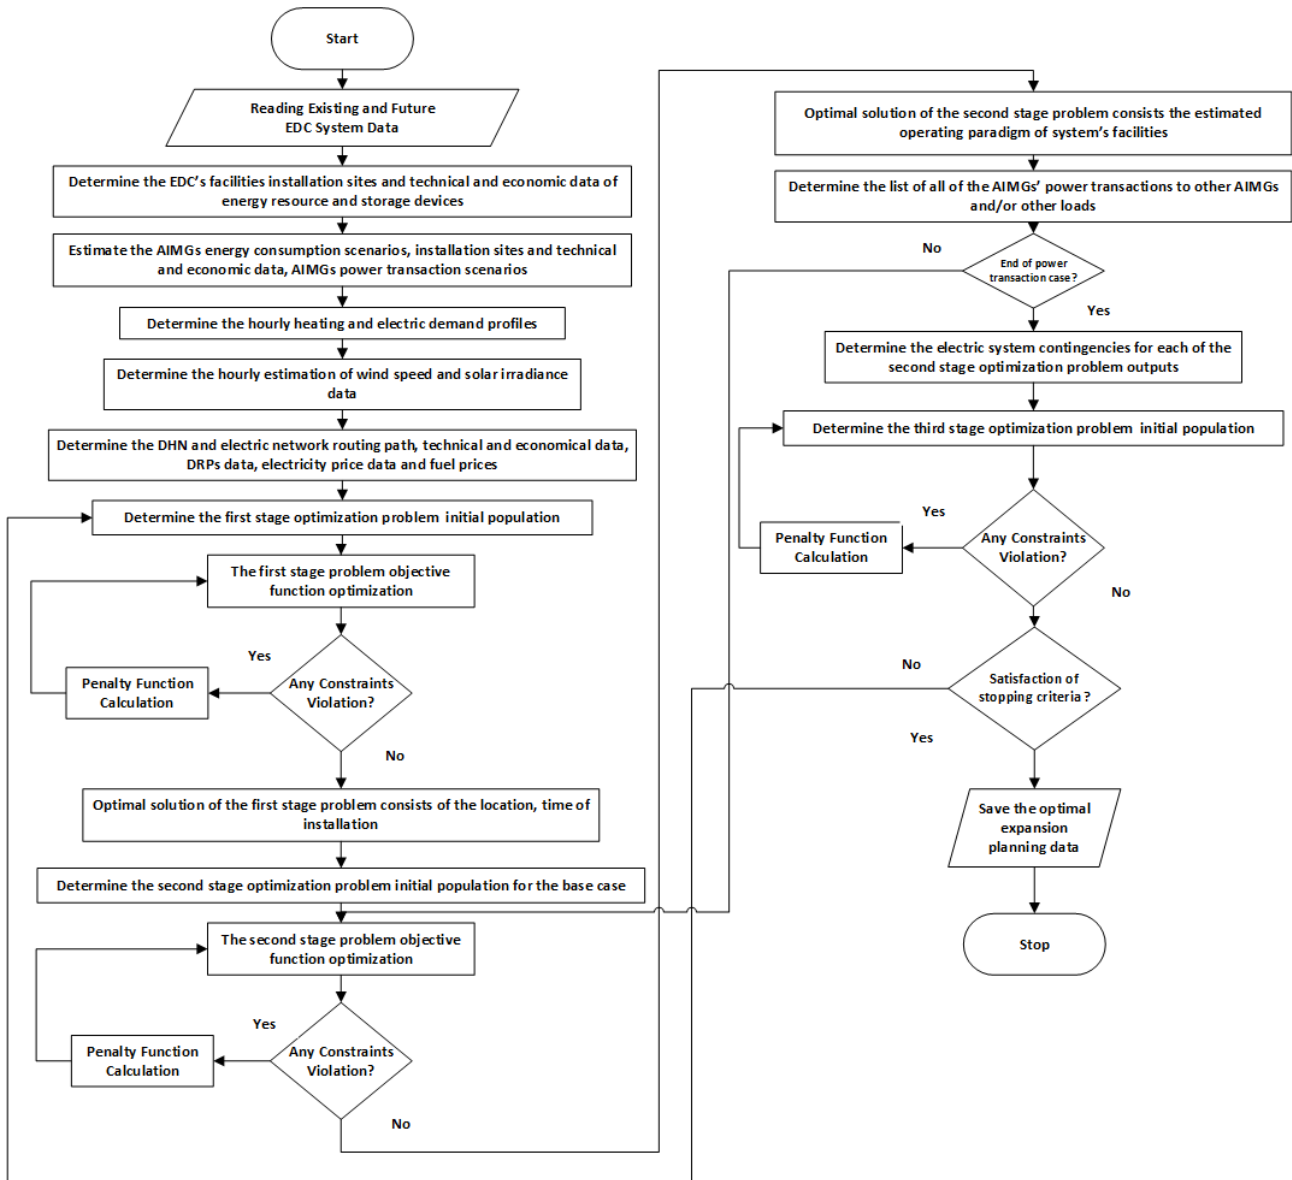 Start
Reading Existing and Future
EDC System Data
Determine the EDC's facilities installation sites and technical and economic data of
energy resource and storage devices
Estimate the AIMGs energy consumption scenarios, installation sites and technical
and economic data, AIMGs power transaction scenarios
Determine the hourly heating and electric demand profiles
Determine the hourly estimation of wind speed and solar irradiance
data
Determine the DHN and electric network routing path, technical and economical data,
DRPs data, electricity price data and fuel prices
Determine the first stage optimization problem initial population
The first stage problem objective
function optimization
Yes
Penalty Function
Calculation
Any Constraints
Violation?
No
Optimal solution of the first stage problem consists of the location, time of
installation
Determine the second stage optimization problem initial population for the base case
The second stage problem objective
function optimization
Yes
Penalty Function
Calculation
Any Constraints
Violation?
No
Optimal solution of the second stage problem consists the estimated
operating paradigm of system's facilities
Determine the list of all of the AIMGs' power transactions to other AIMGs
and/or other loads
No
End of power
transaction case?
Yes
Determine the electric system contingencies for each of the
second stage optimization problem outputs
Determine the third stage optimization problem initial population
Yes
Penalty Function
Calculation
Any Constraints
Violation?
No
No
Satisfaction of
stopping criteria?
Yes
Save the optimal
expansion
planning data
Stop